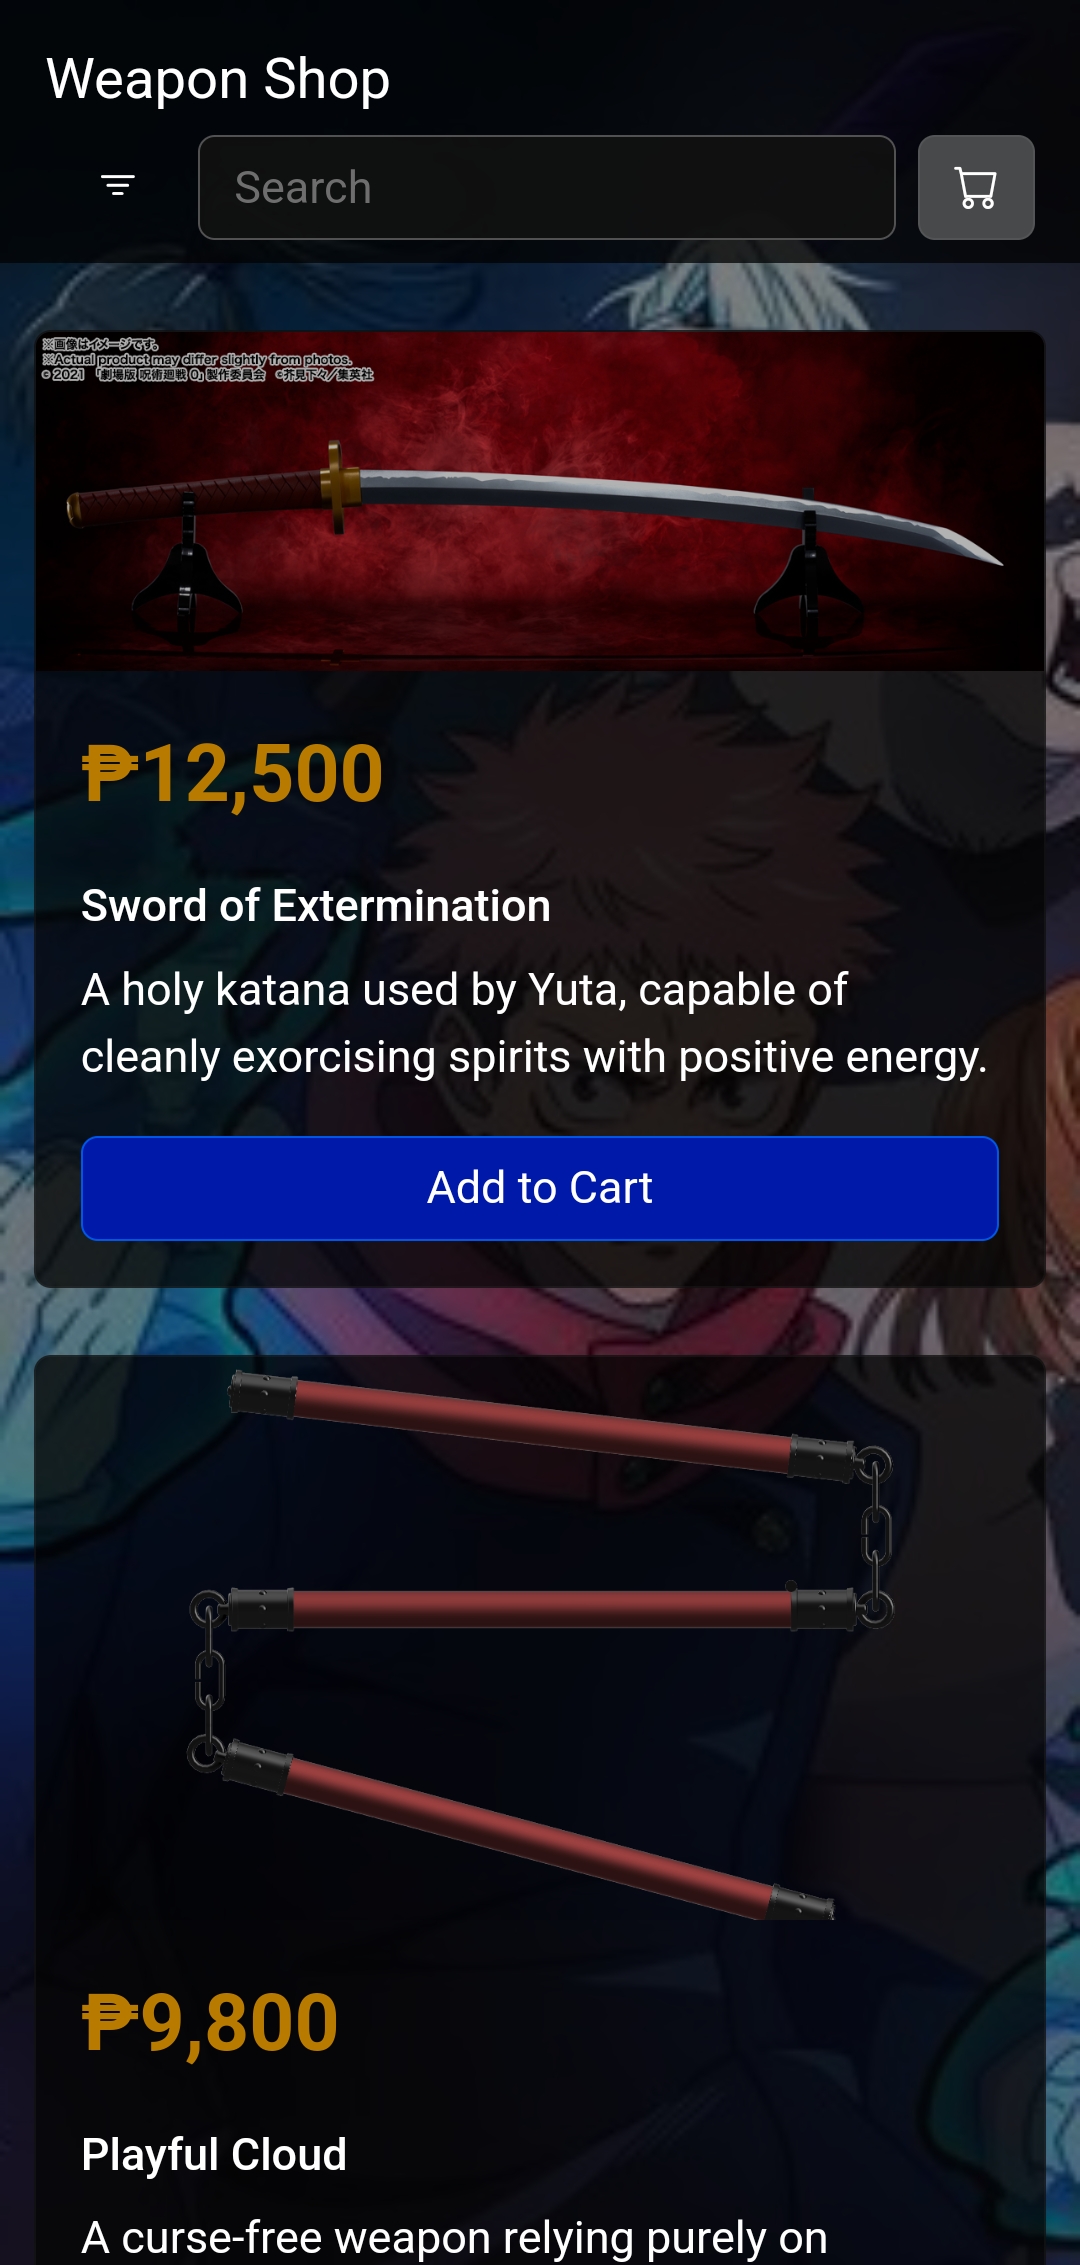 Weapon Shop
Search
※画像はイメージです。
※Actual product may differ slightly from photos.
© 2021 「劇場版 呪術廻戦 0」製作委員会 ©芥見下々／集英社
₱12,500
Sword of Extermination
A holy katana used by Yuta, capable of
cleanly exorcising spirits with positive energy.
Add to Cart
₱9,800
Playful Cloud
A curse-free weapon relying purely on